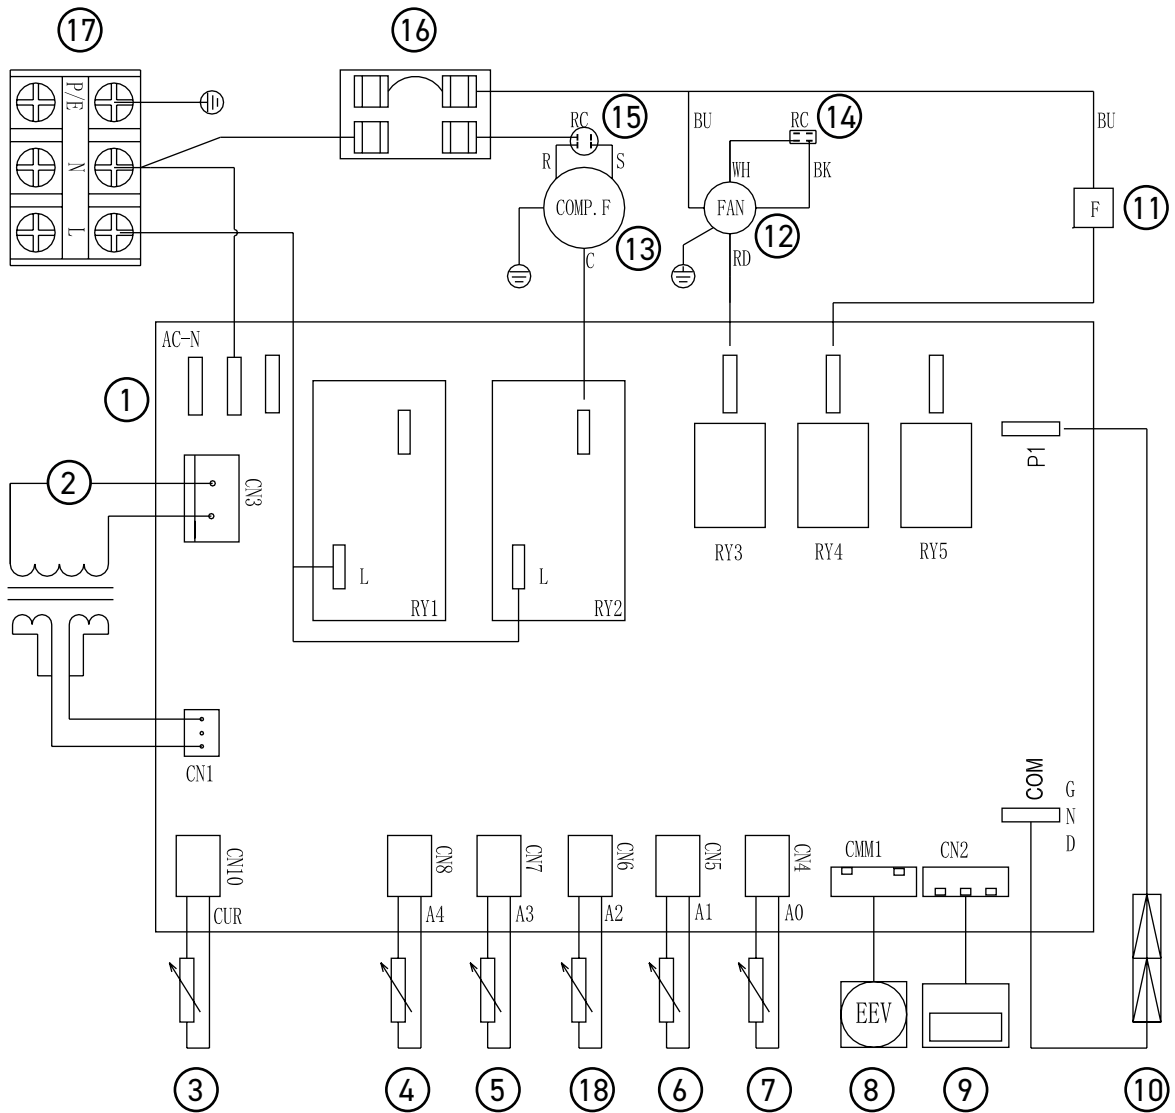 17
16
P/E
N
L
RC
15
R
S
COMP.F
13
C
BU
RC
14
WH
BK
FAN
12
RD
BU
F
11
AC-N
1
2
CN3
L
RY1
L
RY2
RY3
RY4
RY5
P1
CN1
COM
G
N
D
CN10
CUR
CN8
A4
CN7
A3
CN6
A2
CN5
A1
CN4
A0
CMM1
CN2
EEV
3
4
5
18
6
7
8
9
10